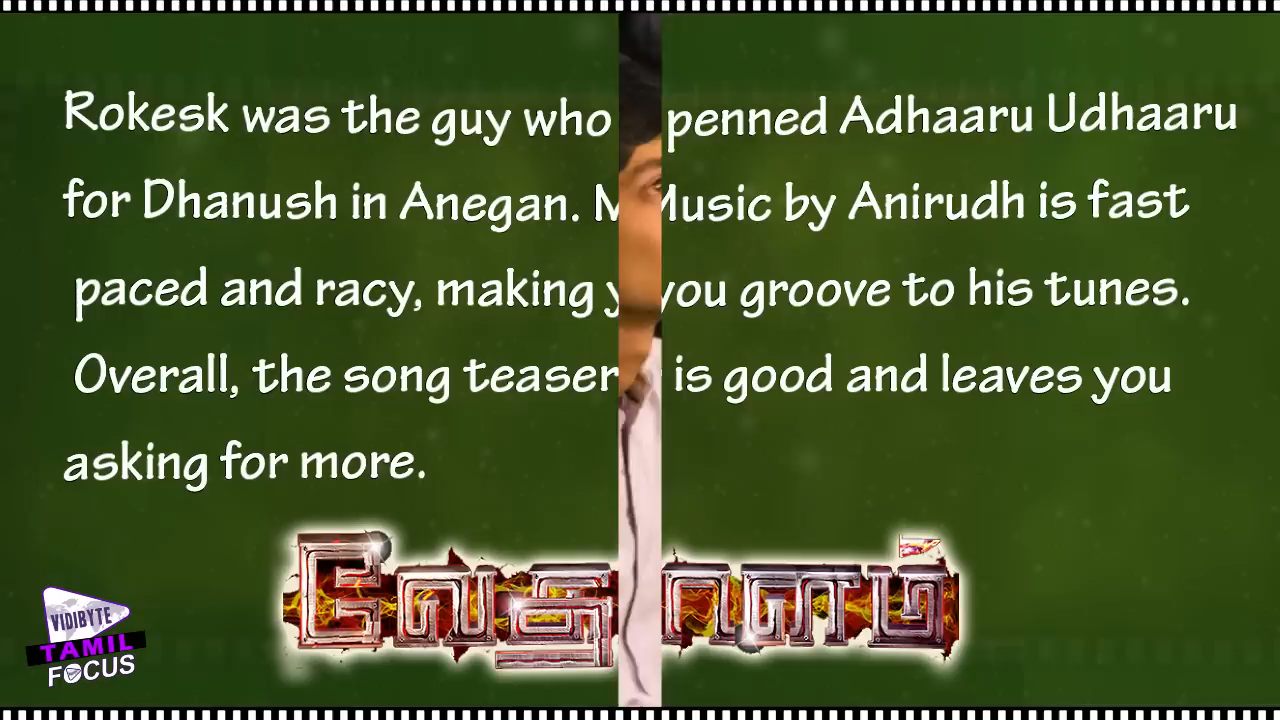 Rokesk was the guy who penned Adhaaru Udhaaru
for Dhanush in Anegan. Music by Anirudh is fast
paced and racy, making you groove to his tunes.
Overall, the song teaser is good and leaves you
asking for more.
வேதாளம்
VIDIBYTE
TAMIL
FOCUS